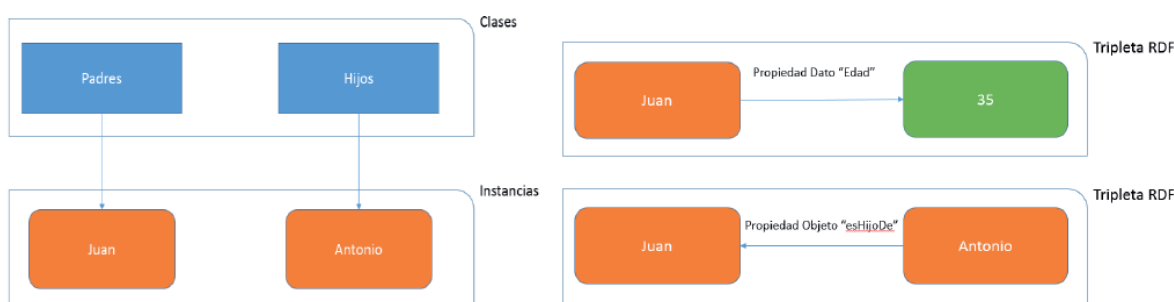 Clases
Padres
Hijos
Instancias
Juan
Antonio
Tripleta RDF
Juan
Propiedad Dato “Edad”
35
Tripleta RDF
Juan
Propiedad Objeto “esHijoDe”
Antonio